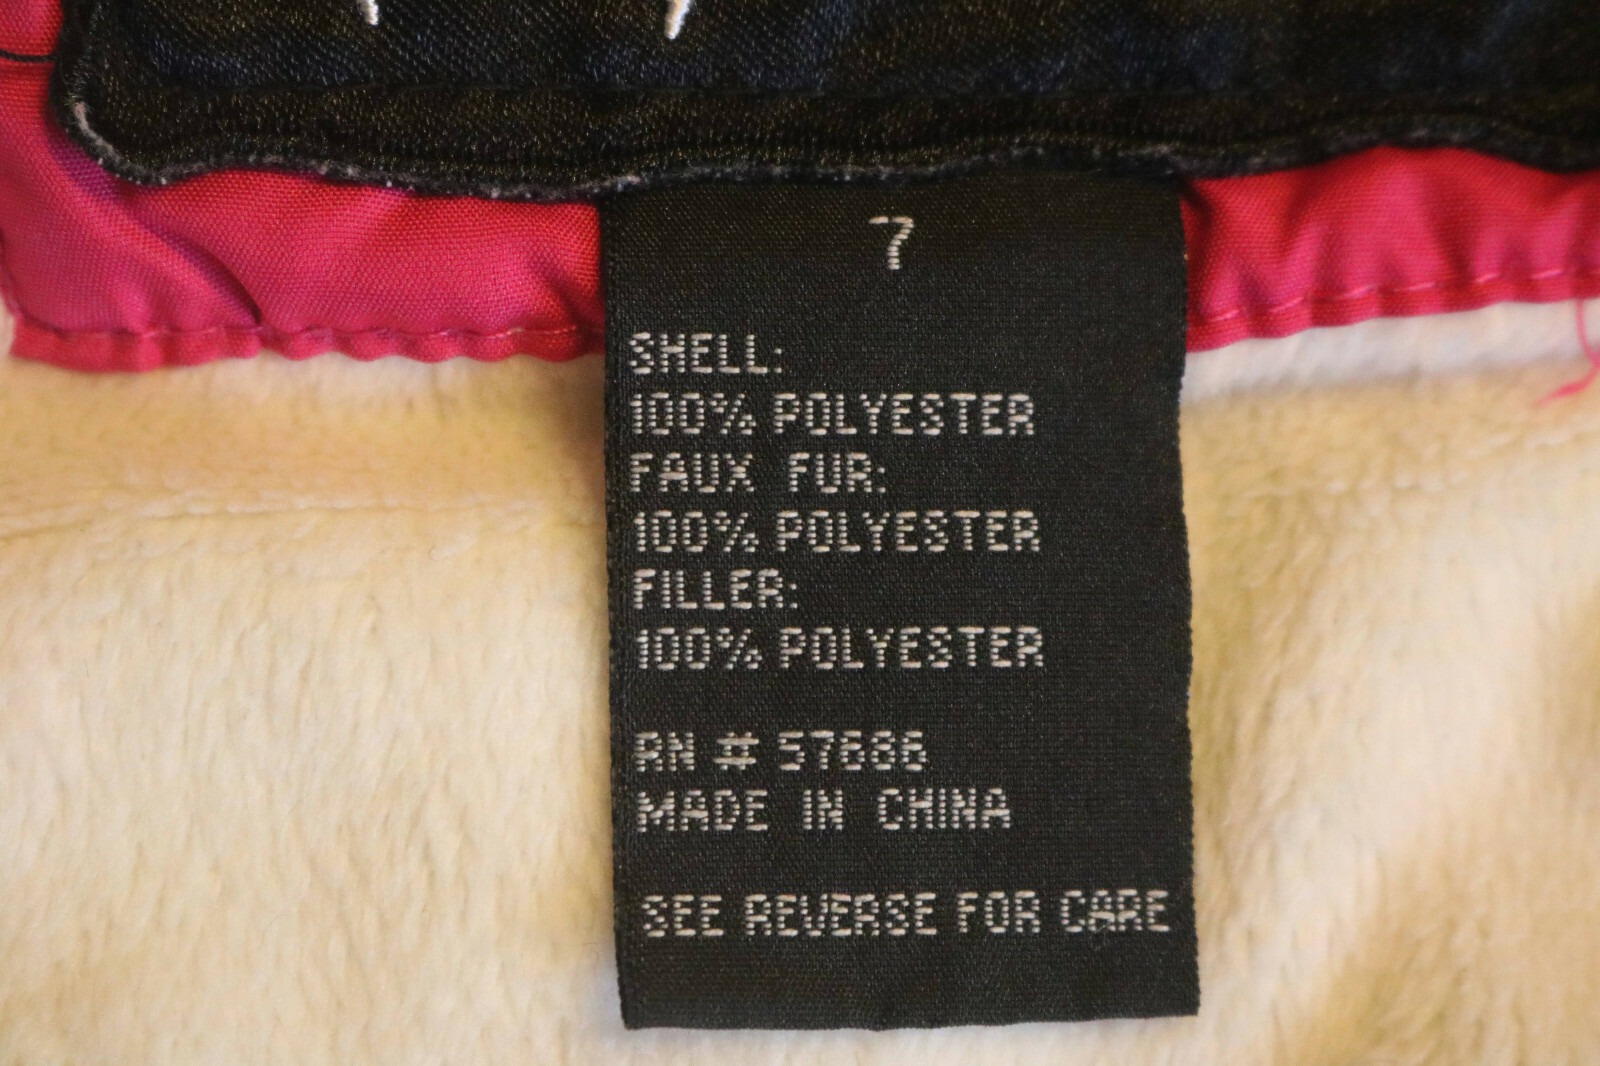 7
SHELL:
100% POLYESTER
FAUX FUR:
100% POLYESTER
FILLER:
100% POLYESTER
RN # 57686
MADE IN CHINA
SEE REVERSE FOR CARE